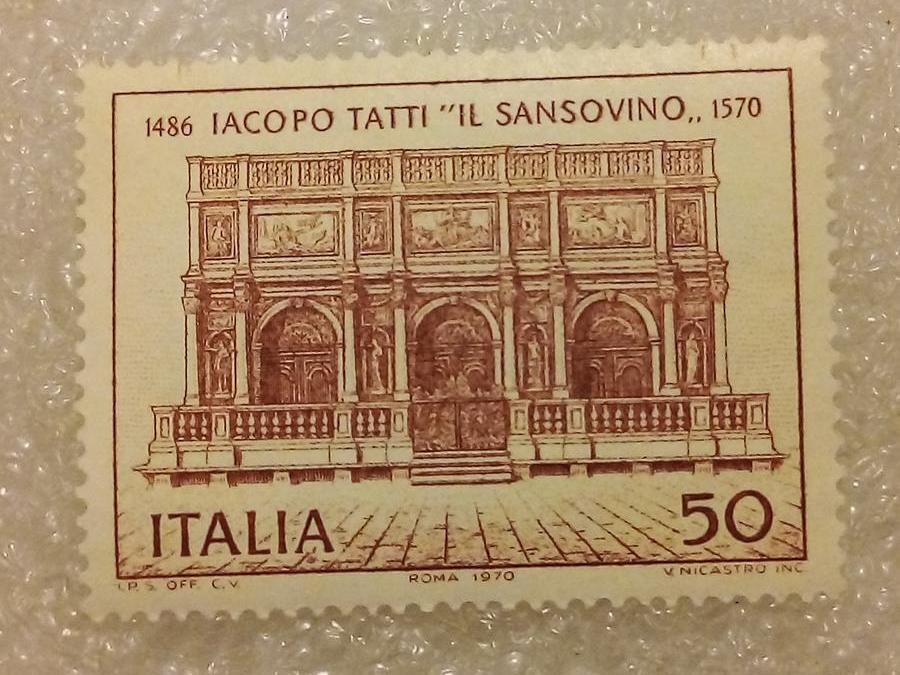 1486 IACOPO TATTI "IL SANSOVINO„ 1570
ITALIA 50
I.P.S. OFF. C.V. ROMA 1970 V. NICASTRO INC.